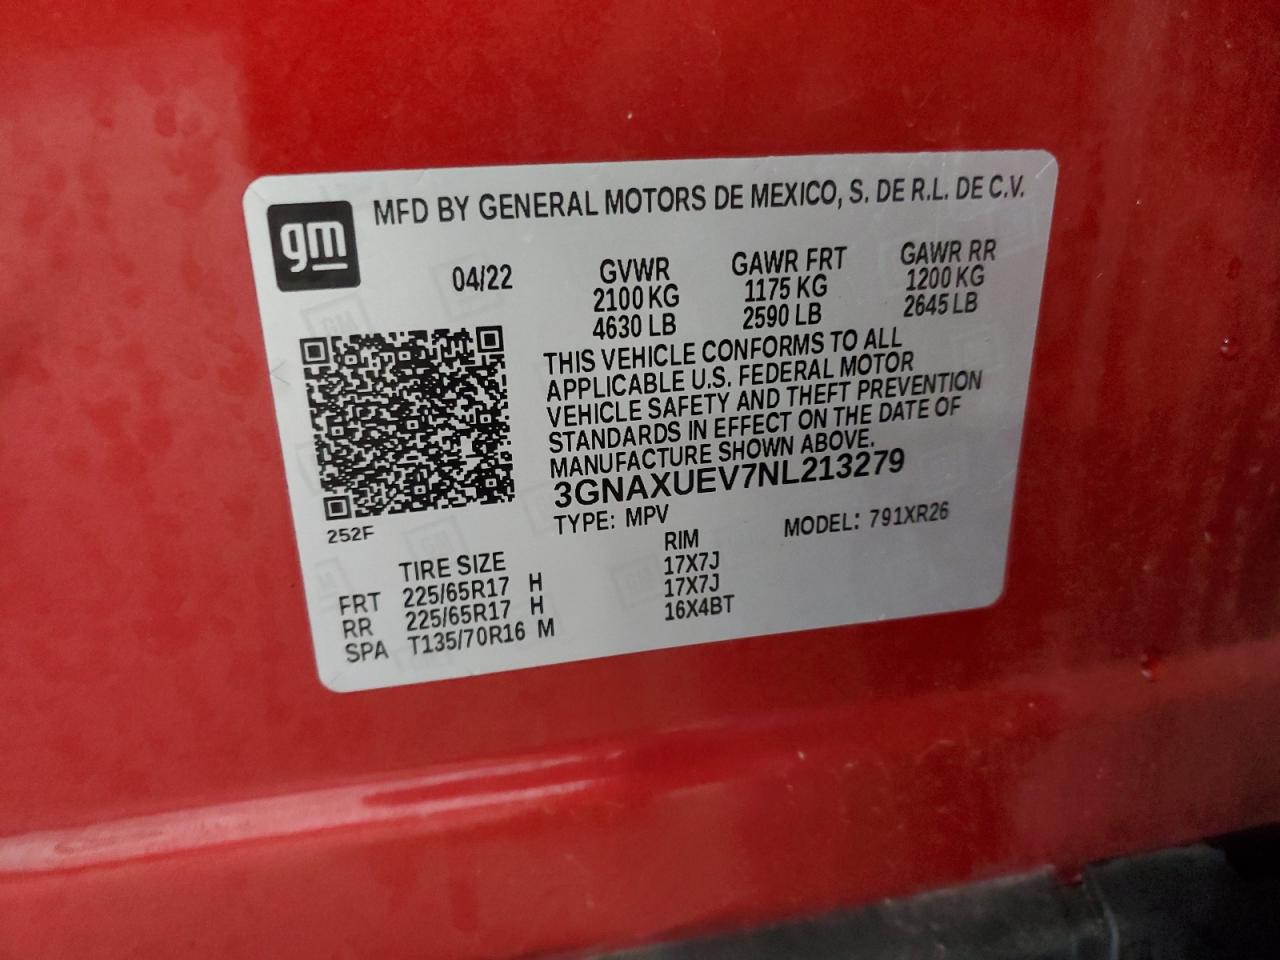 gm
MFD BY GENERAL MOTORS DE MEXICO, S. DE R.L. DE C.V.
04/22
GVWR
2100 KG
4630 LB
GAWR FRT
1175 KG
2590 LB
GAWR RR
1200 KG
2645 LB
THIS VEHICLE CONFORMS TO ALL
APPLICABLE U.S. FEDERAL MOTOR
VEHICLE SAFETY AND THEFT PREVENTION
STANDARDS IN EFFECT ON THE DATE OF
MANUFACTURE SHOWN ABOVE.
3GNAXUEV7NL213279
252F
TYPE: MPV
MODEL: 791XR26
TIRE SIZE RIM
FRT 225/65R17 H 17X7J
RR 225/65R17 H 17X7J
SPA T135/70R16 M 16X4BT